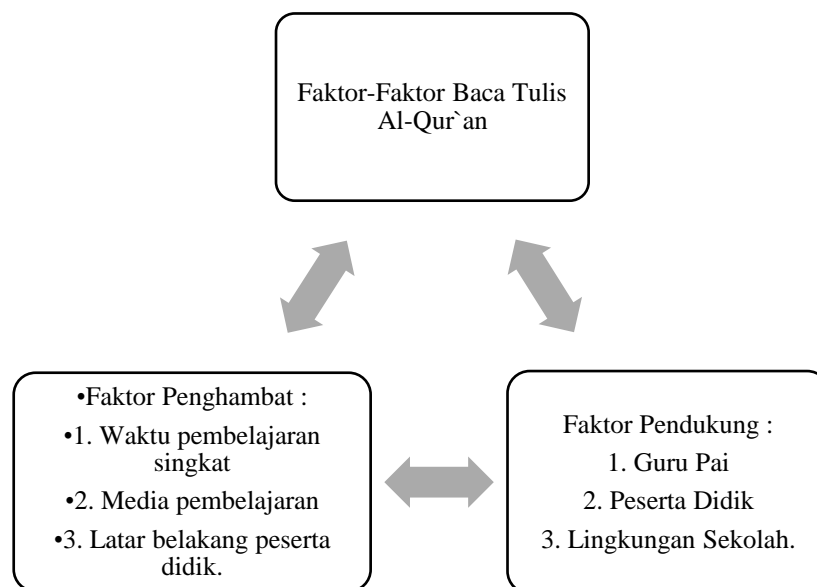 Faktor-Faktor Baca Tulis
Al-Qur`an
•Faktor Penghambat :
•1. Waktu pembelajaran
singkat
•2. Media pembelajaran
•3. Latar belakang peserta
didik.
Faktor Pendukung :
1. Guru Pai
2. Peserta Didik
3. Lingkungan Sekolah.